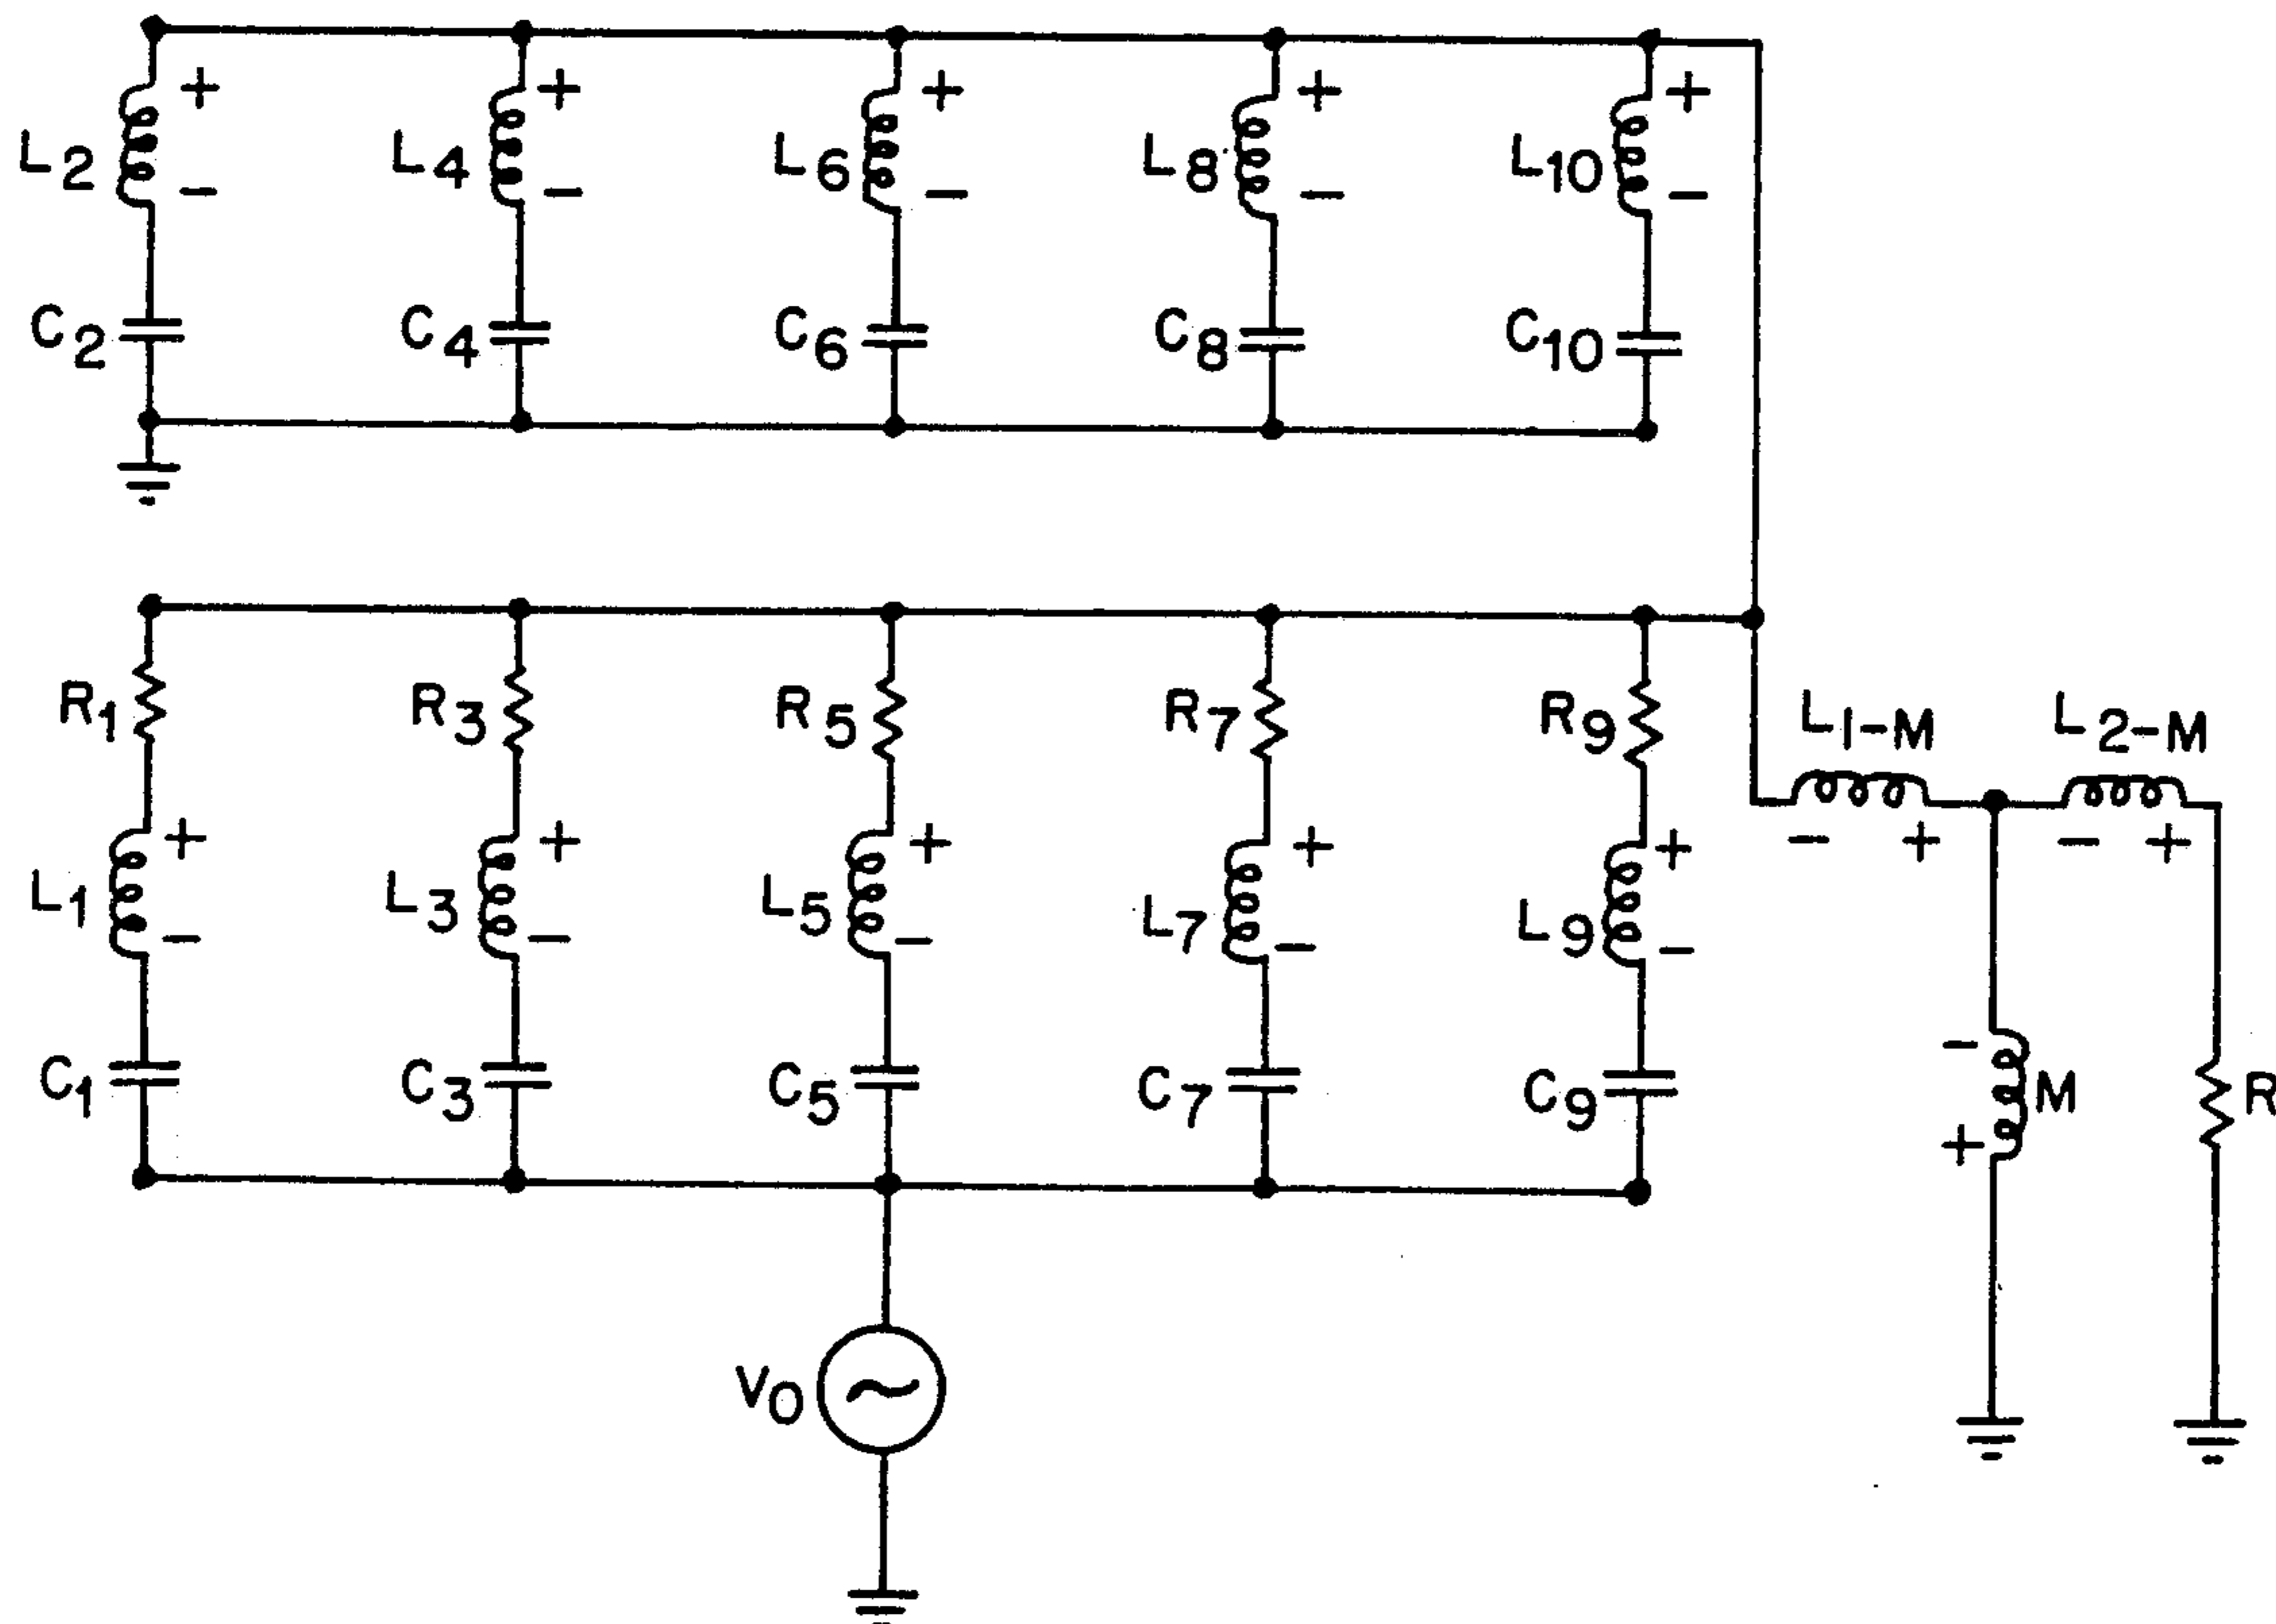 + + + + +
L2 L4 L6 L8 L10
- - - - -
C2 C4 C6 C8 C10
R1 R3 R5 R7 R9 L1-M L2-M
+ + + + + - + - +
L1 L3 L5 L7 L9
- - - - -
C1 C3 C5 C7 C9 - M + R
V0